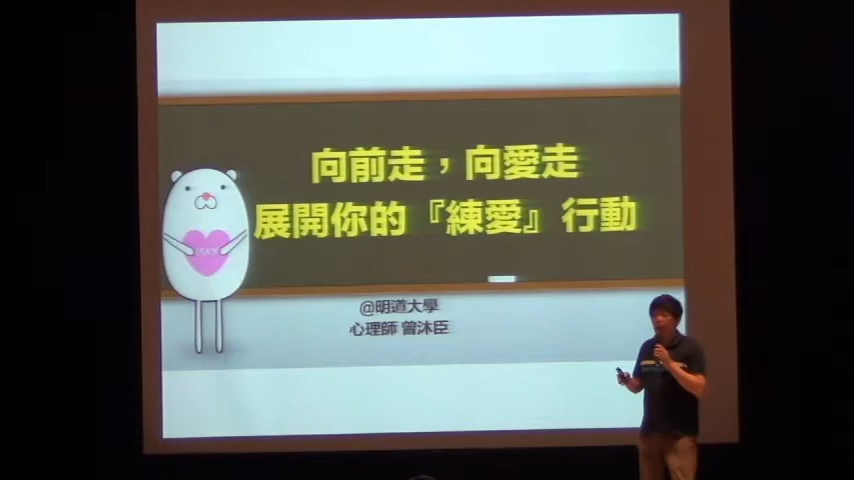 向前走，向愛走
展開你的『練愛』行動
@明道大學
心理師 曾沐臣